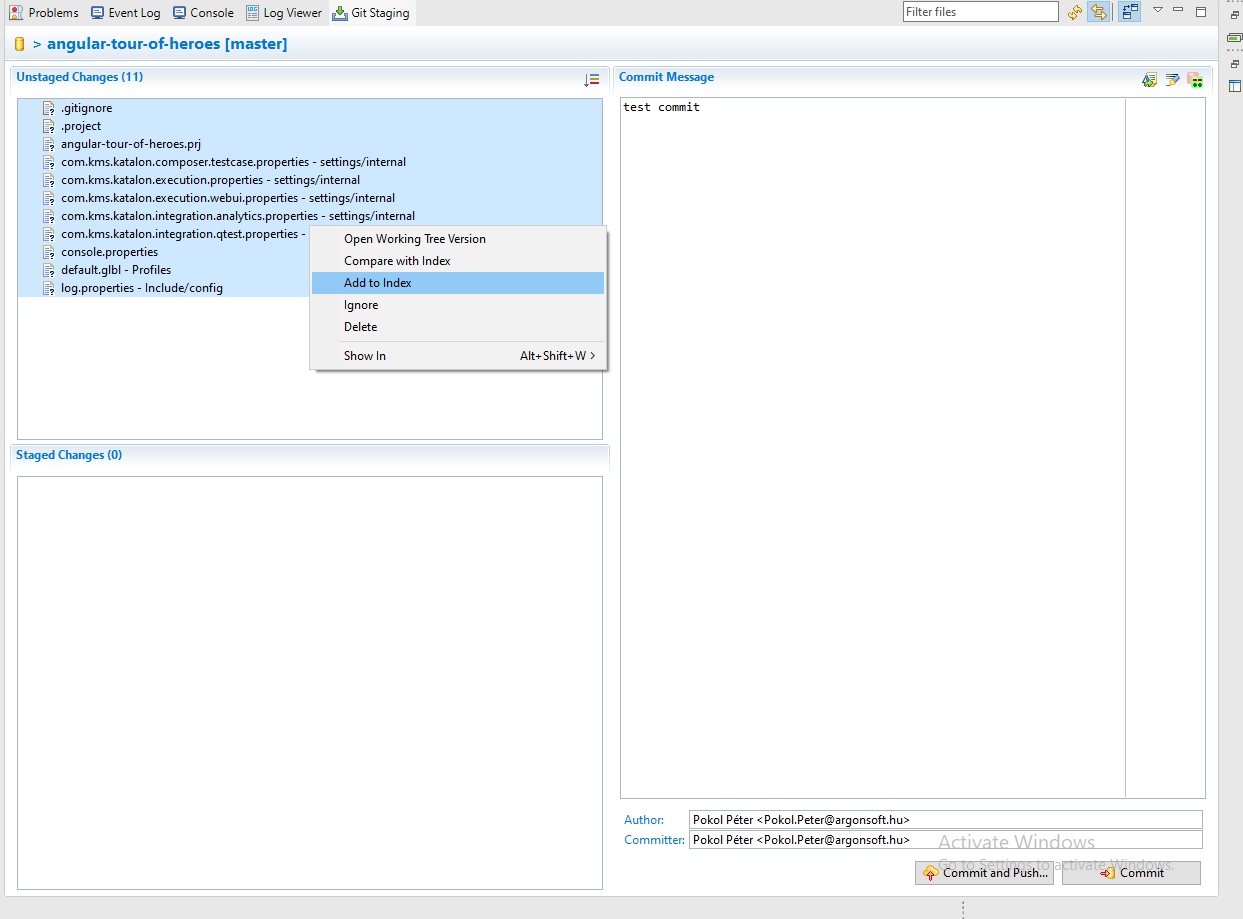 Problems Event Log Console Log Viewer Git Staging Filter files
> angular-tour-of-heroes [master]
Unstaged Changes (11)
.gitignore
.project
angular-tour-of-heroes.prj
com.kms.katalon.composer.testcase.properties - settings/internal
com.kms.katalon.execution.properties - settings/internal
com.kms.katalon.execution.webui.properties - settings/internal
com.kms.katalon.integration.analytics.properties - settings/internal
com.kms.katalon.integration.qtest.properties -
console.properties
default.glbl - Profiles
log.properties - Include/config
Open Working Tree Version
Compare with Index
Add to Index
Ignore
Delete
Show In Alt+Shift+W >
Staged Changes (0)
Commit Message
test commit
Author: Pokol Péter <Pokol.Peter@argonsoft.hu>
Committer: Pokol Péter <Pokol.Peter@argonsoft.hu>
Activate Windows
Go to Settings to activate Windows.
Commit and Push... Commit